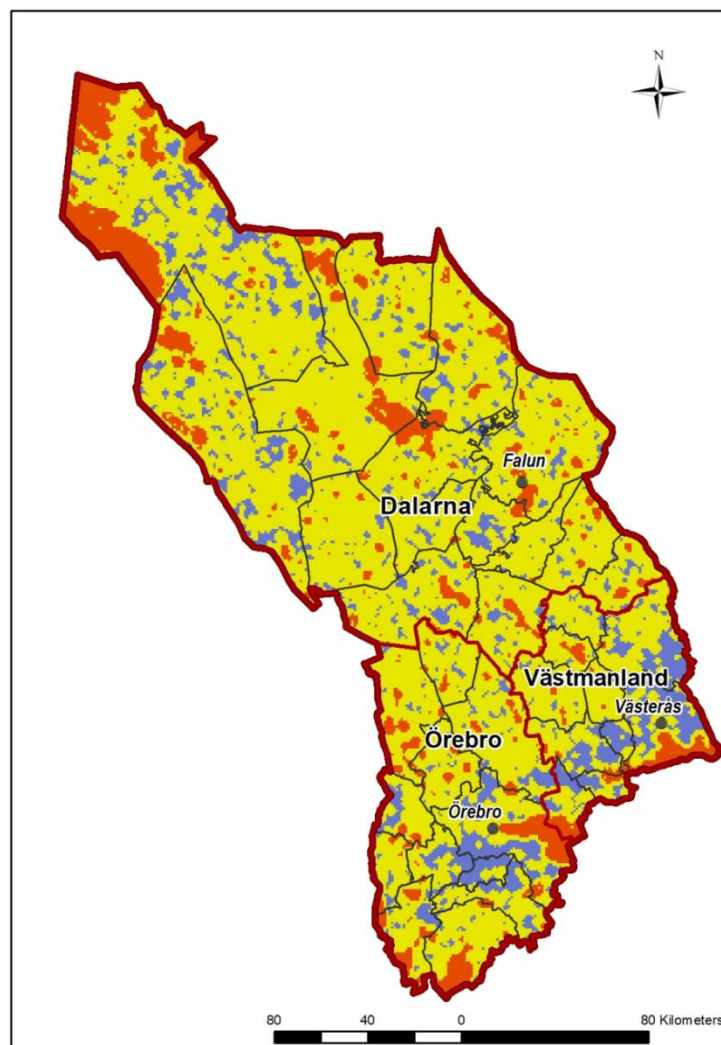 N
Falun
Dalarna
Västmanland
Västerås
Örebro
Örebro
80 40 0 80 Kilometers